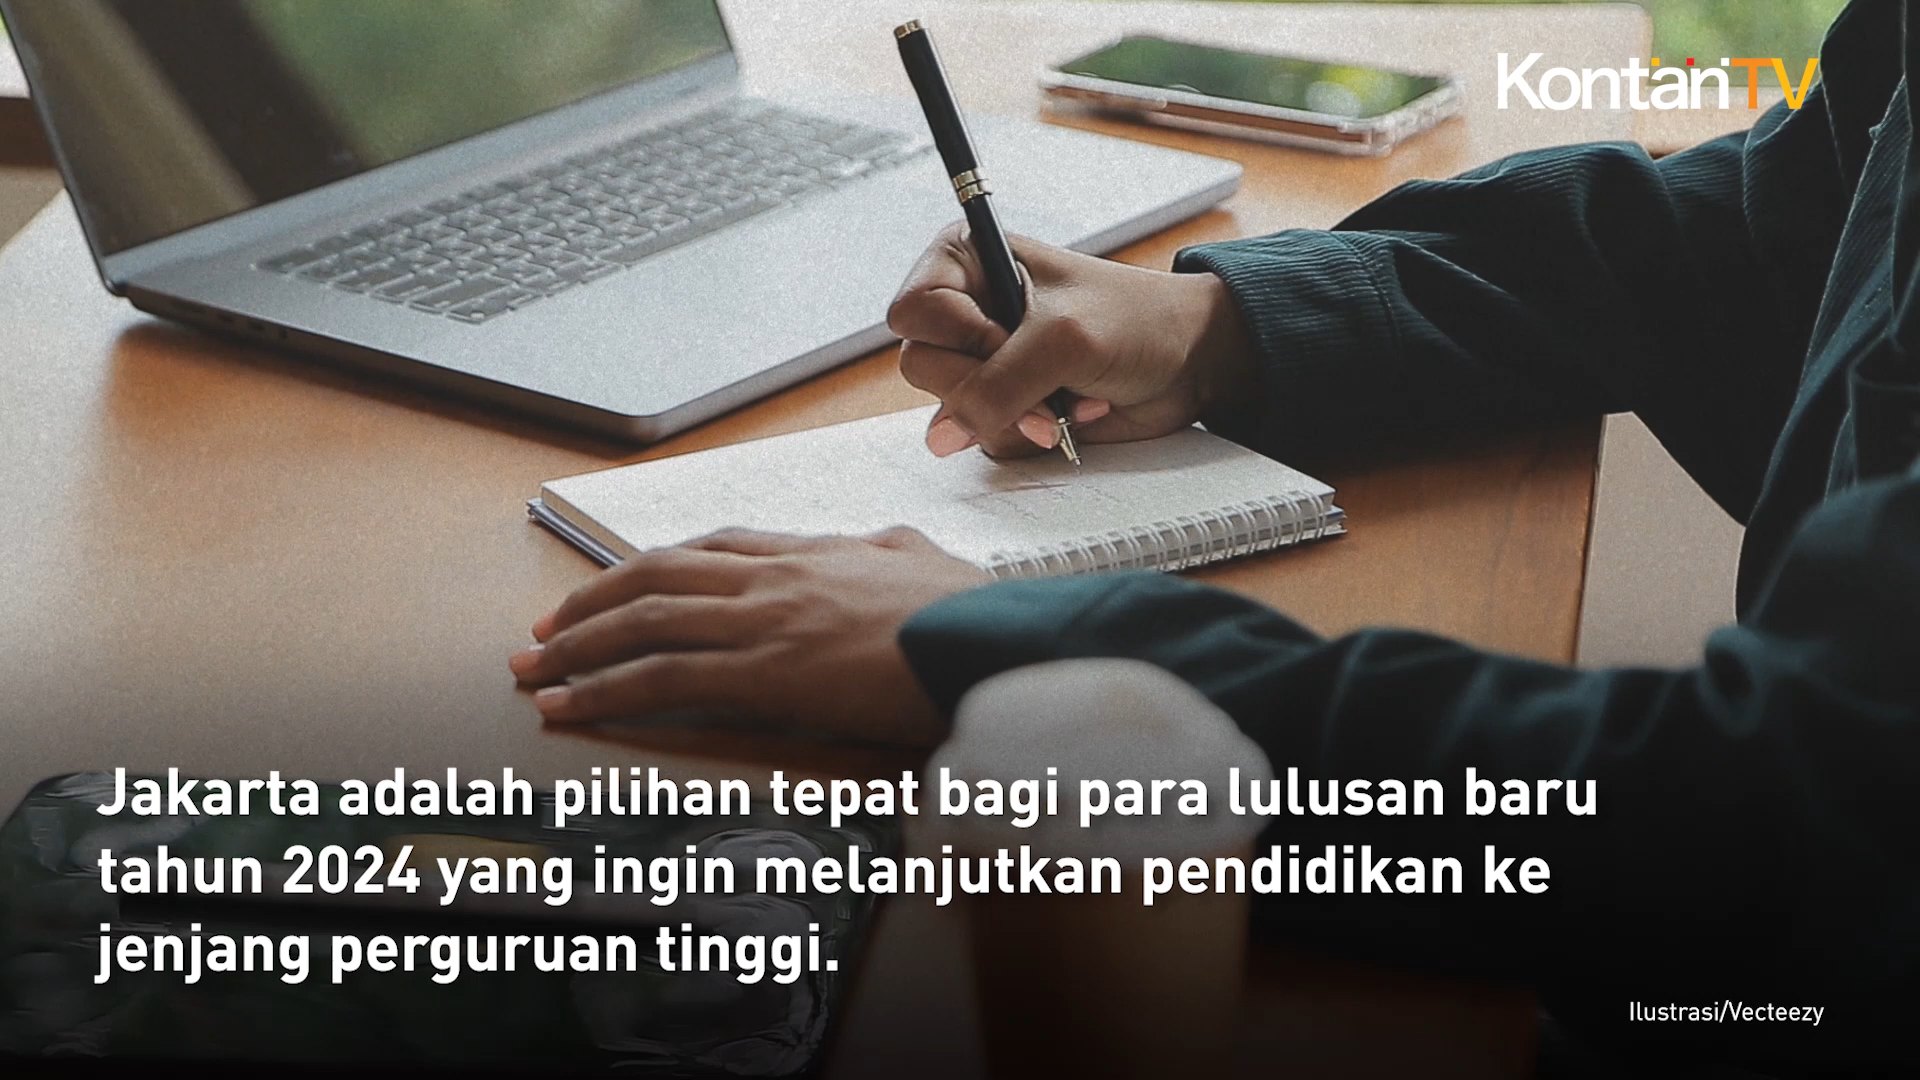 KontanTV
Jakarta adalah pilihan tepat bagi para lulusan baru
tahun 2024 yang ingin melanjutkan pendidikan ke
jenjang perguruan tinggi.
Ilustrasi/Vecteezy